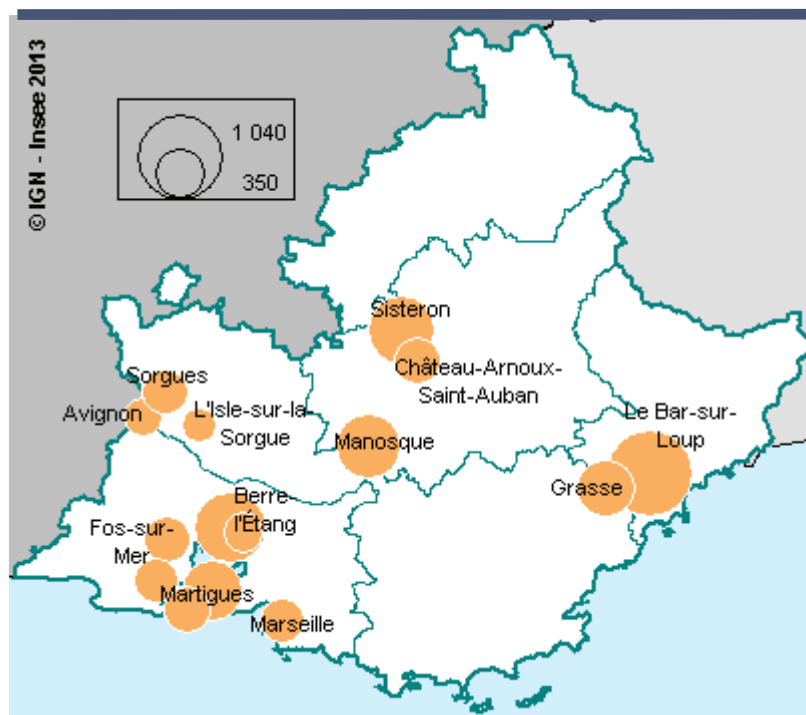 © IGN - Insee 2013
1 040
350
Sisteron
Château-Arnoux-
Saint-Auban
Sorgues
Avignon
L'Isle-sur-la-
Sorgue
Manosque
Le Bar-sur-
Loup
Grasse
Berre-
l'Étang
Fos-sur-
Mer
Martigues
Marseille